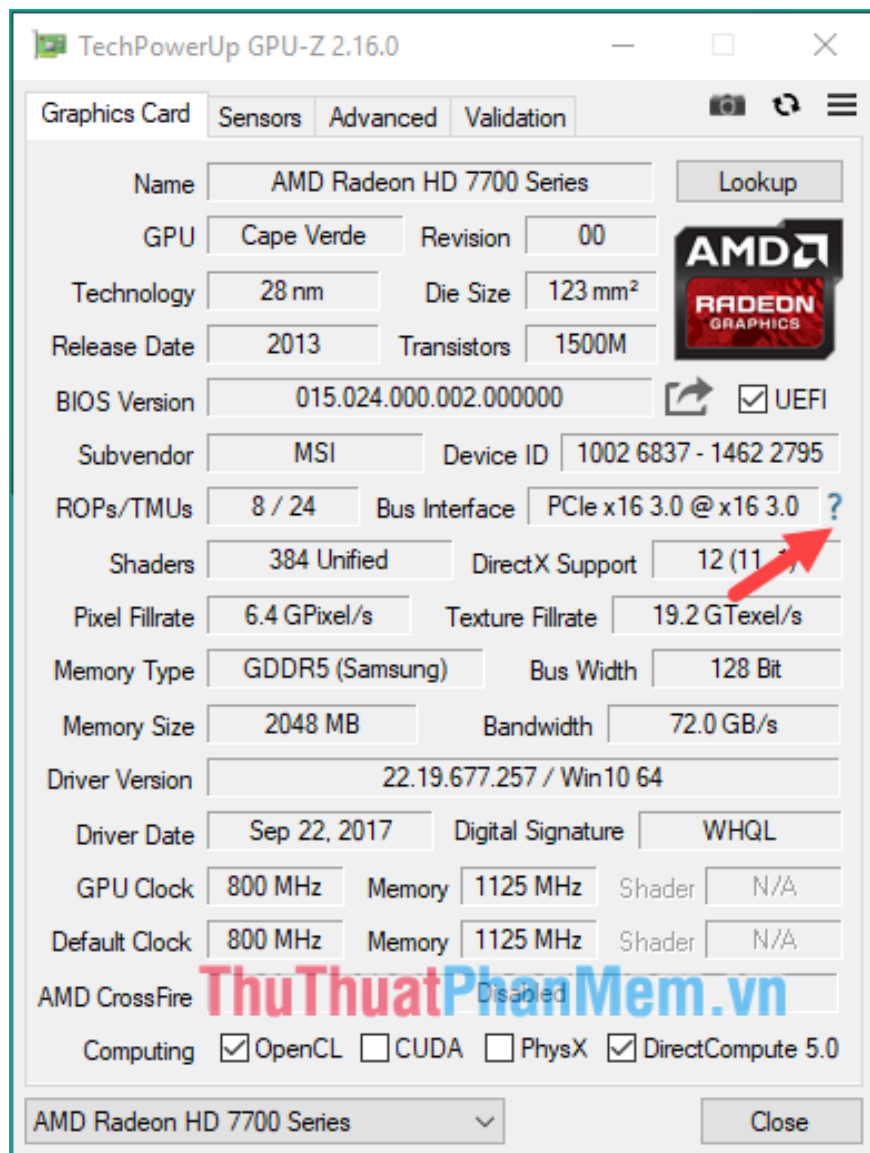 TechPowerUp GPU-Z 2.16.0
Graphics Card Sensors Advanced Validation
Name AMD Radeon HD 7700 Series Lookup
GPU Cape Verde Revision 00
AMD
RADEON
GRAPHICS
Technology 28 nm Die Size 123 mm²
Release Date 2013 Transistors 1500M
BIOS Version 015.024.000.002.000000 UEFI
Subvendor MSI Device ID 1002 6837 - 1462 2795
ROPs/TMUs 8 / 24 Bus Interface PCIe x16 3.0 @ x16 3.0 ?
Shaders 384 Unified DirectX Support 12 (11_1)
Pixel Fillrate 6.4 GPixel/s Texture Fillrate 19.2 GTexel/s
Memory Type GDDR5 (Samsung) Bus Width 128 Bit
Memory Size 2048 MB Bandwidth 72.0 GB/s
Driver Version 22.19.677.257 / Win10 64
Driver Date Sep 22, 2017 Digital Signature WHQL
GPU Clock 800 MHz Memory 1125 MHz Shader N/A
Default Clock 800 MHz Memory 1125 MHz Shader N/A
AMD CrossFire Disabled
ThuThuatPhanMem.vn
Computing OpenCL CUDA PhysX DirectCompute 5.0
AMD Radeon HD 7700 Series Close